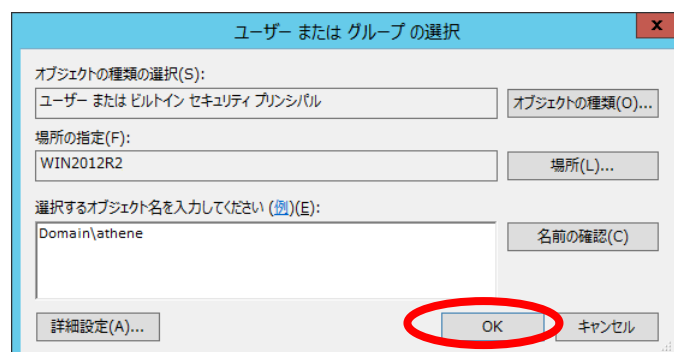 ユーザー または グループ の選択
x
オブジェクトの種類の選択(S):
ユーザー または ビルトイン セキュリティ プリンシパル
オブジェクトの種類(O)...
場所の指定(F):
WIN2012R2
場所(L)...
選択するオブジェクト名を入力してください (例)(E):
Domain\athene
名前の確認(C)
詳細設定(A)...
OK
キャンセル